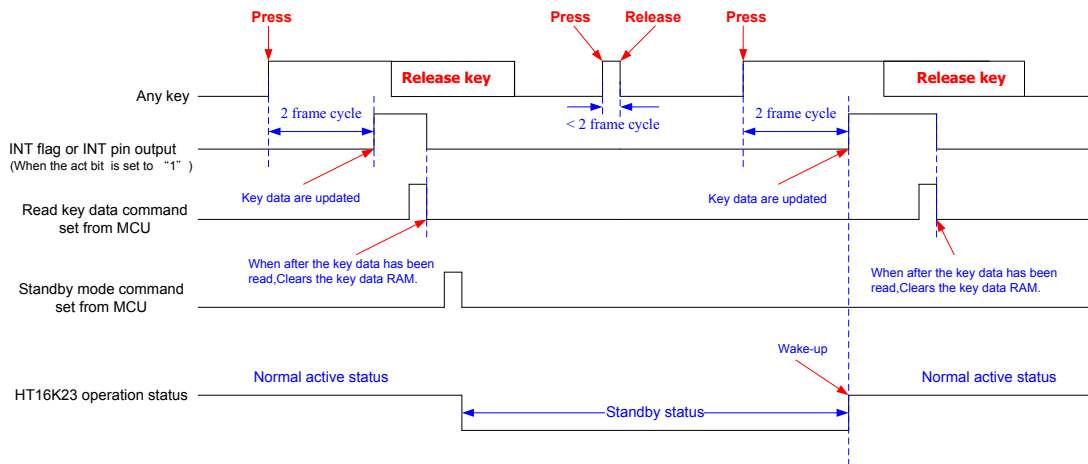 Press
Press
Release
Press
Release key
Release key
Any key
2 frame cycle
< 2 frame cycle
2 frame cycle
INT flag or INT pin output
(When the act bit is set to “1”)
Key data are updated
Key data are updated
Read key data command
set from MCU
When after the key data has been
read,Clears the key data RAM.
When after the key data has been
read,Clears the key data RAM.
Standby mode command
set from MCU
Wake-up
Normal active status
Normal active status
HT16K23 operation status
Standby status